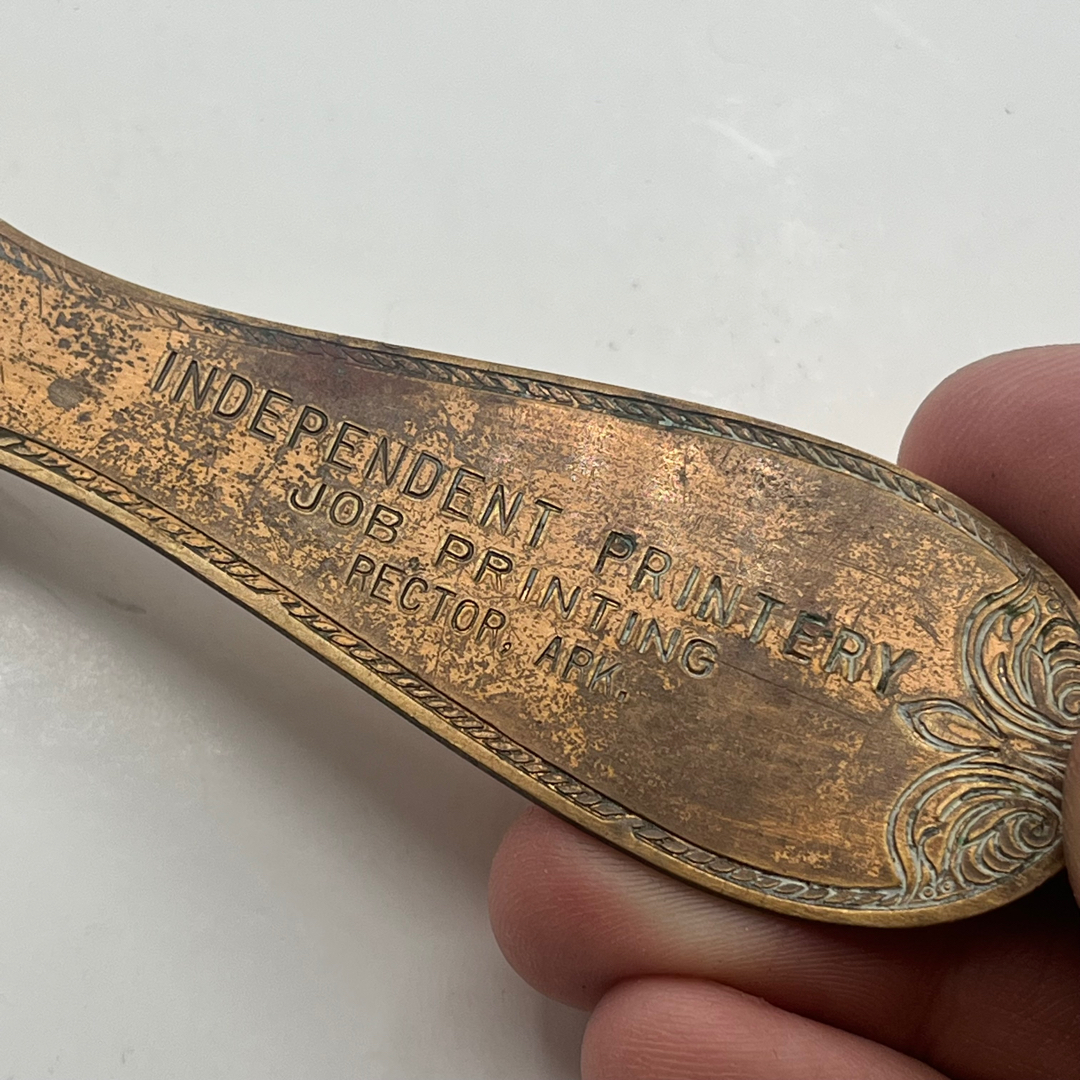 INDEPENDENT PRINTERY
JOB PRINTING
RECTOR, ARK.